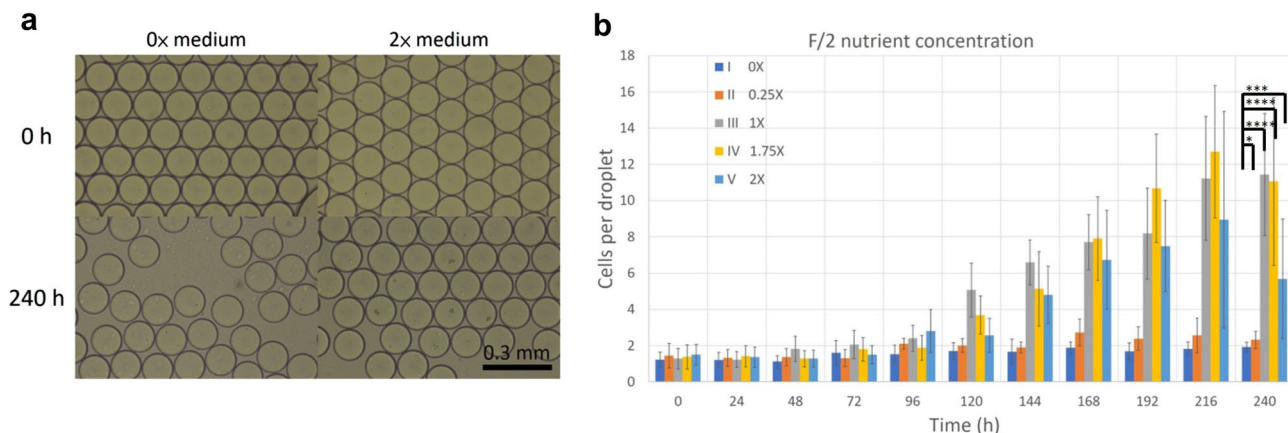 a
0× medium
2× medium
0 h
240 h
0.3 mm
b
F/2 nutrient concentration
I 0X
II 0.25X
III 1X
IV 1.75X
V 2X
***
****
****
*
18
16
14
12
10
8
6
4
2
0
Cells per droplet
0 24 48 72 96 120 144 168 192 216 240
Time (h)